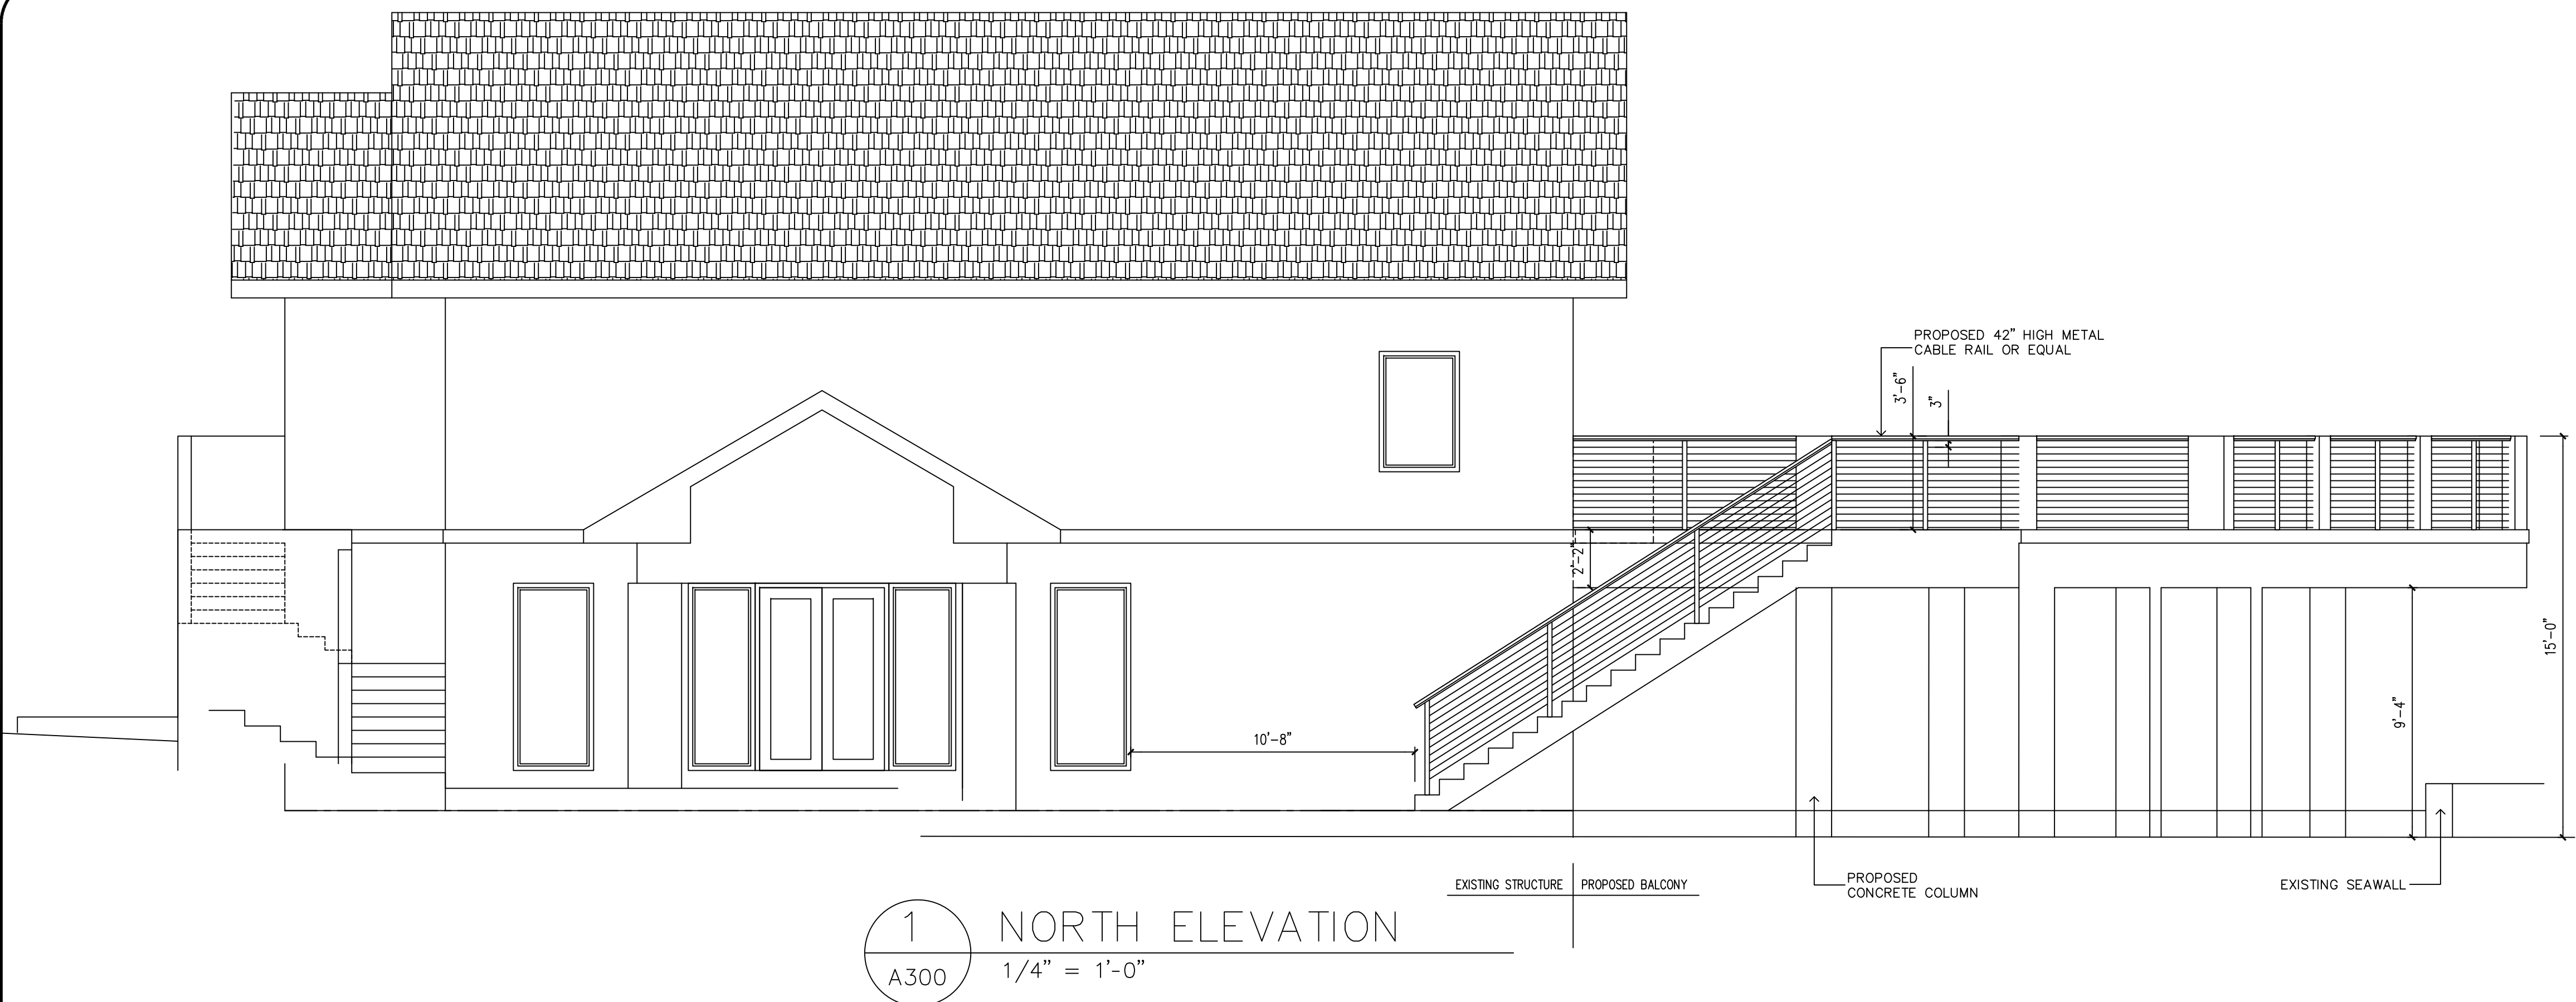 PROPOSED 42” HIGH METAL
CABLE RAIL OR EQUAL
3'-6"
3"
2'-2"
10'-8"
15'-0"
9'-4"
EXISTING STRUCTURE
PROPOSED BALCONY
PROPOSED
CONCRETE COLUMN
EXISTING SEAWALL
1
A300
NORTH ELEVATION
1/4” = 1'-0”